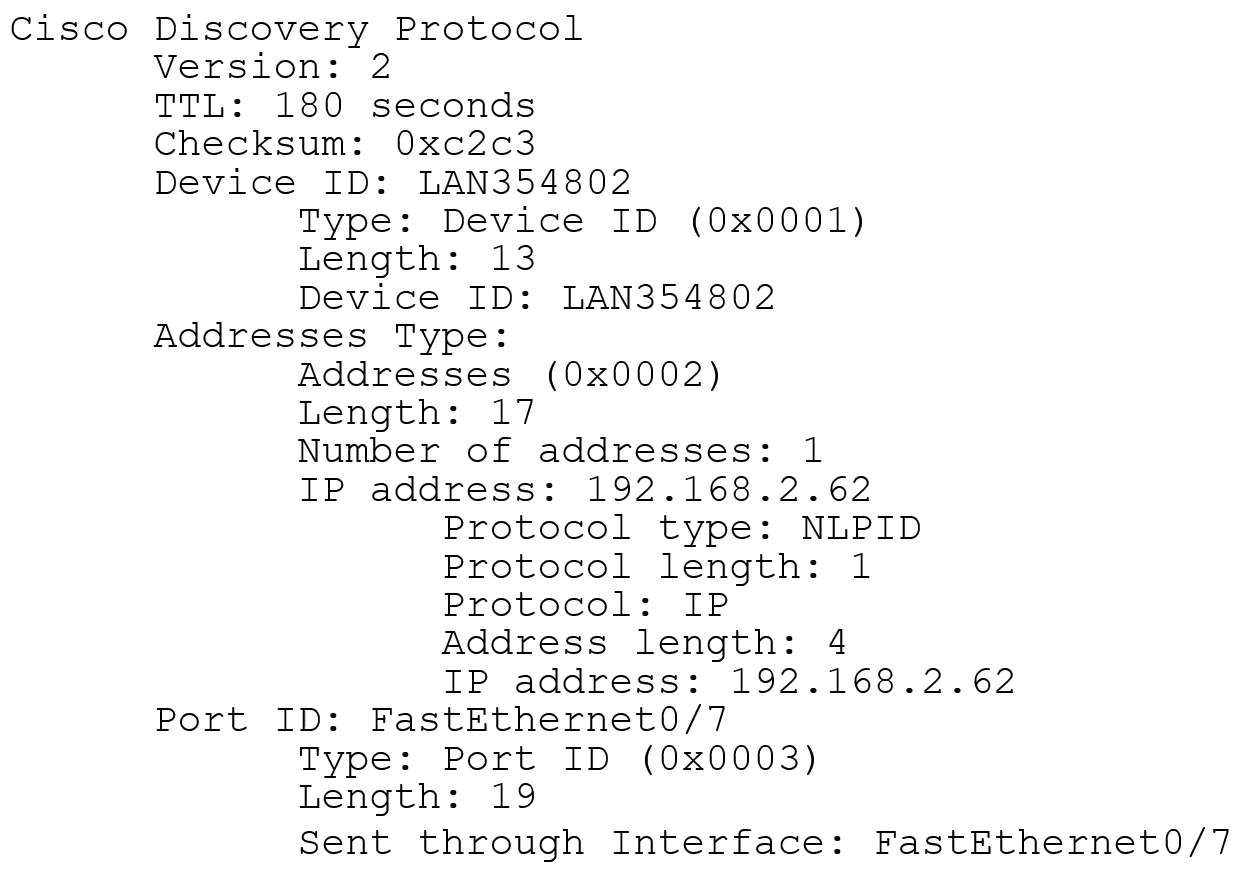 Cisco Discovery Protocol
Version: 2
TTL: 180 seconds
Checksum: 0xc2c3
Device ID: LAN354802
Type: Device ID (0x0001)
Length: 13
Device ID: LAN354802
Addresses Type:
Addresses (0x0002)
Length: 17
Number of addresses: 1
IP address: 192.168.2.62
Protocol type: NLPID
Protocol length: 1
Protocol: IP
Address length: 4
IP address: 192.168.2.62
Port ID: FastEthernet0/7
Type: Port ID (0x0003)
Length: 19
Sent through Interface: FastEthernet0/7